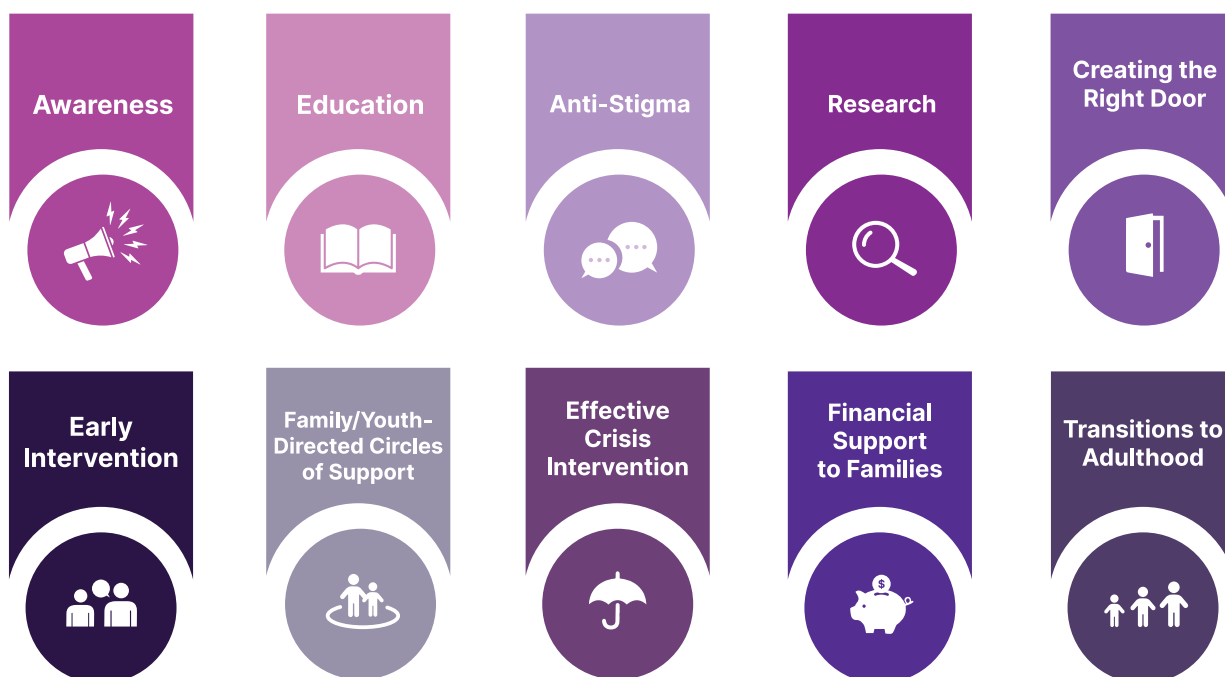 Awareness
Education
Anti-Stigma
Research
Creating the
Right Door
Early
Intervention
Family/Youth-
Directed Circles
of Support
Effective
Crisis
Intervention
Financial
Support
to Families
$
Transitions to
Adulthood